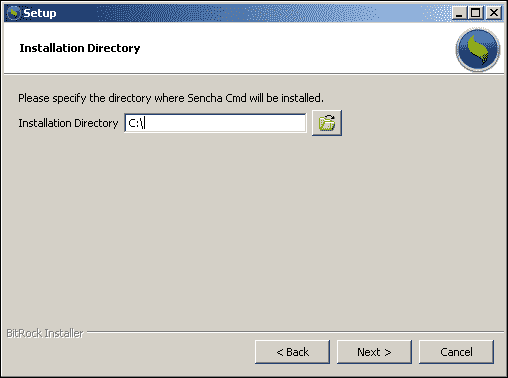 Setup
Installation Directory
Please specify the directory where Sencha Cmd will be installed.
Installation Directory C:\
BitRock Installer
< Back Next > Cancel